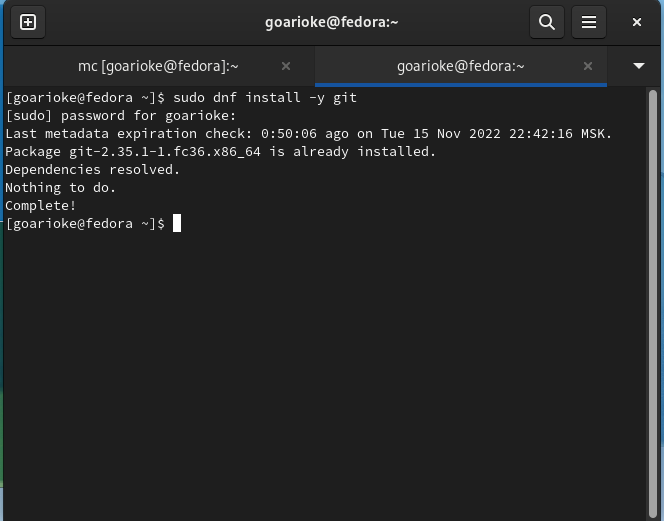 goarioke@fedora:~
mc [goarioke@fedora]:~
goarioke@fedora:~
[goarioke@fedora ~]$ sudo dnf install -y git
[sudo] password for goarioke:
Last metadata expiration check: 0:50:06 ago on Tue 15 Nov 2022 22:42:16 MSK.
Package git-2.35.1-1.fc36.x86_64 is already installed.
Dependencies resolved.
Nothing to do.
Complete!
[goarioke@fedora ~]$